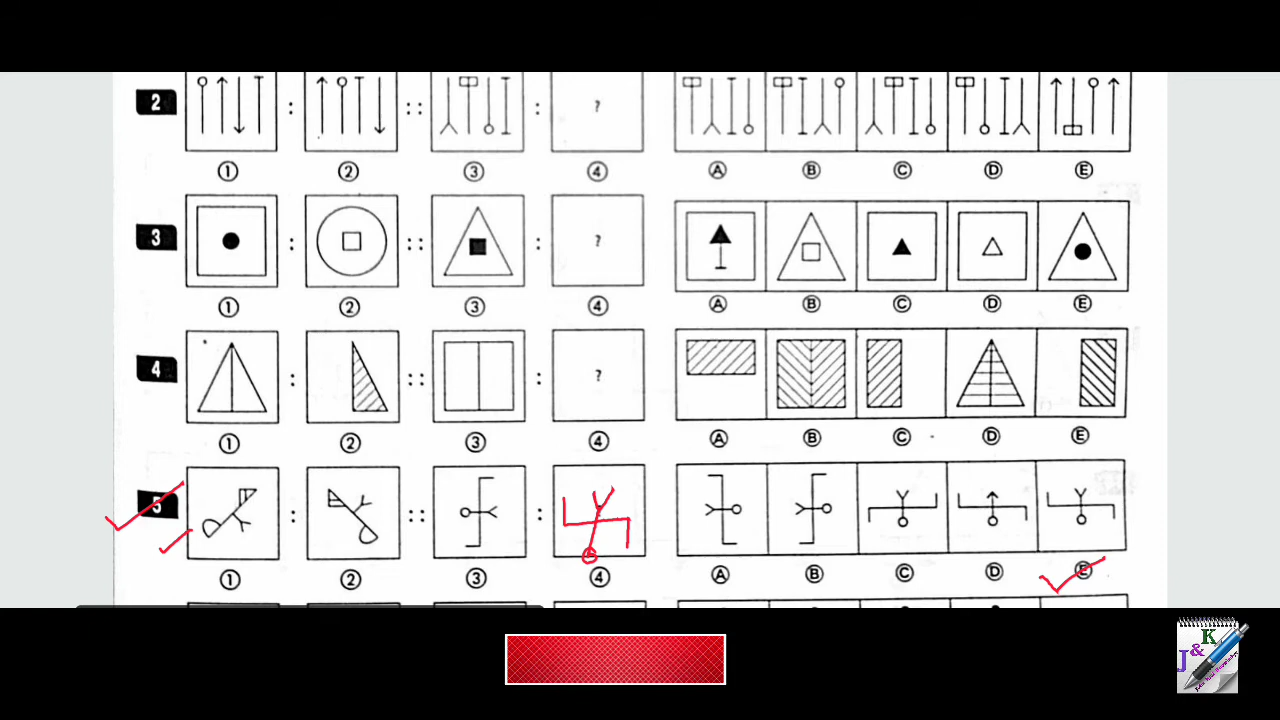 2 : :: ? :
① ② ③ ④ Ⓐ Ⓑ Ⓒ Ⓓ Ⓔ
3 : :: : ?
① ② ③ ④ Ⓐ Ⓑ Ⓒ Ⓓ Ⓔ
4 : :: : ?
① ② ③ ④ Ⓐ Ⓑ Ⓒ Ⓓ Ⓔ
5 : :: :
① ② ③ ④ Ⓐ Ⓑ Ⓒ Ⓓ Ⓔ
J&K